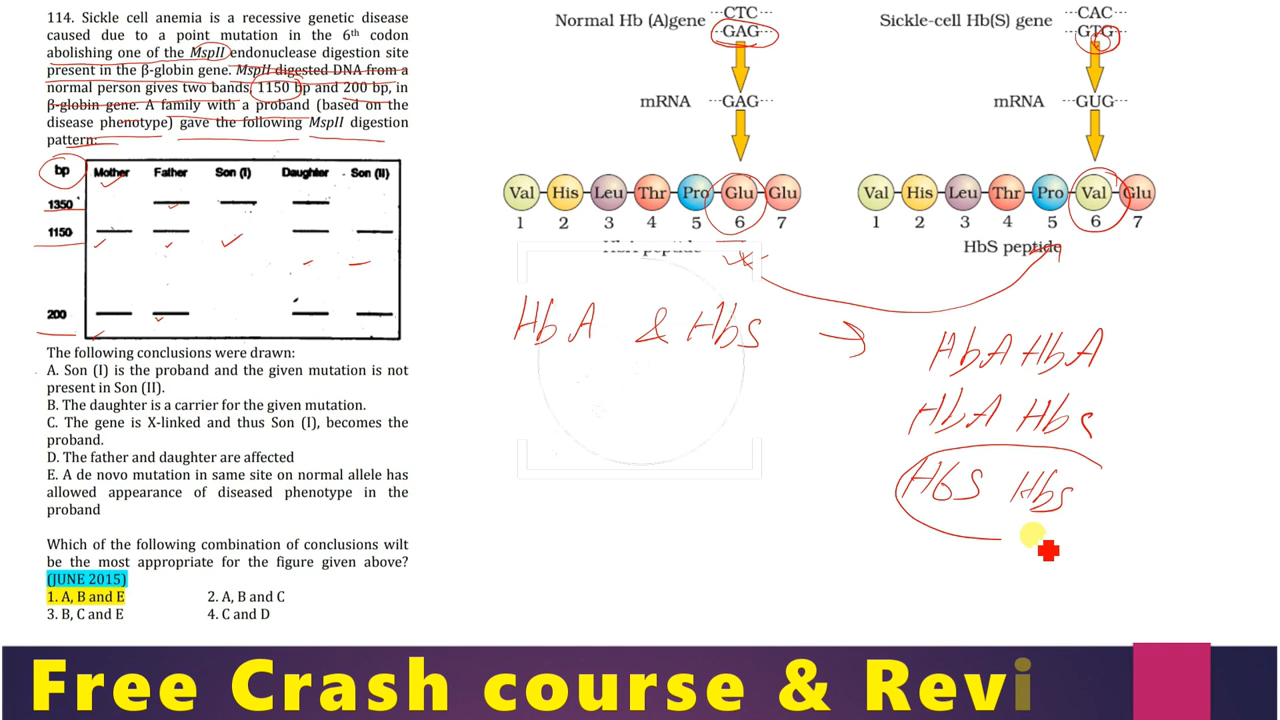 114. Sickle cell anemia is a recessive genetic disease
caused due to a point mutation in the 6th codon
abolishing one of the MspII endonuclease digestion site
present in the β-globin gene. MspII digested DNA from a
normal person gives two bands, 1150 bp and 200 bp, in
β-globin gene. A family with a proband (based on the
disease phenotype) gave the following MspII digestion
pattern:
bp Mother Father Son (I) Daughter Son (II)
1350
1150
200
The following conclusions were drawn:
A. Son (I) is the proband and the given mutation is not
present in Son (II).
B. The daughter is a carrier for the given mutation.
C. The gene is X-linked and thus Son (I), becomes the
proband.
D. The father and daughter are affected
E. A de novo mutation in same site on normal allele has
allowed appearance of diseased phenotype in the
proband
Which of the following combination of conclusions wilt
be the most appropriate for the figure given above?
(JUNE 2015)
1. A, B and E 2. A, B and C
3. B, C and E 4. C and D
Normal Hb (A)gene
CTC
GAG
mRNA GAG
Val His Leu Thr Pro Glu Glu
1 2 3 4 5 6 7
HbA peptide
Sickle-cell Hb(S) gene
CAC
GTG
mRNA GUG
Val His Leu Thr Pro Val Glu
1 2 3 4 5 6 7
HbS peptide
HbA & HbS
HbA HbA
HbA Hbs
HbS Hbs
Free Crash course & Revi